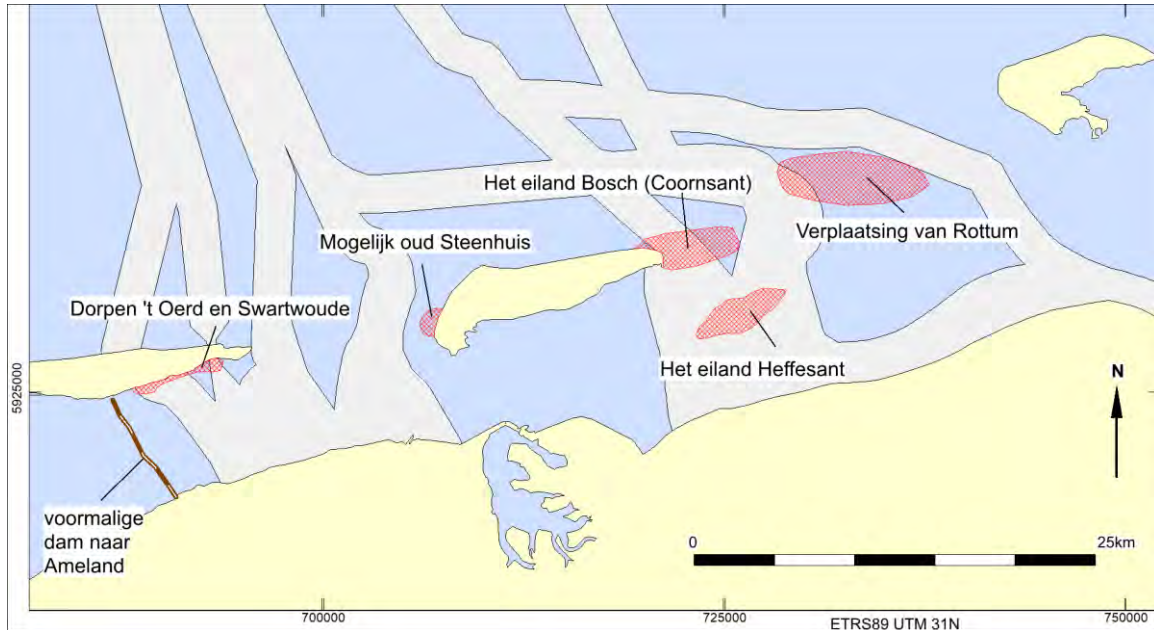 Het eiland Bosch (Coornsant)
Verplaatsing van Rottum
Mogelijk oud Steenhuis
Dorpen 't Oerd en Swartwoude
Het eiland Heffesant
voormalige
dam naar
Ameland
N
0
25km
5925000
700000
725000
750000
ETRS89 UTM 31N